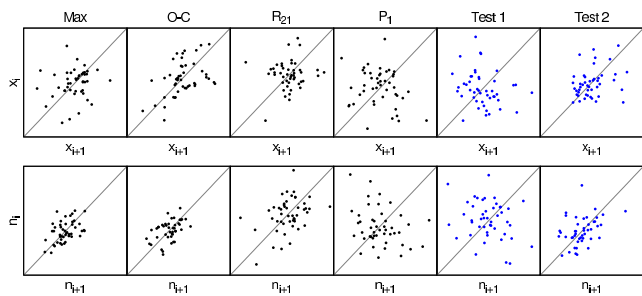 Max O-C R21 P1 Test 1 Test 2
xi
xi+1 xi+1 xi+1 xi+1 xi+1 xi+1
ni
ni+1 ni+1 ni+1 ni+1 ni+1 ni+1